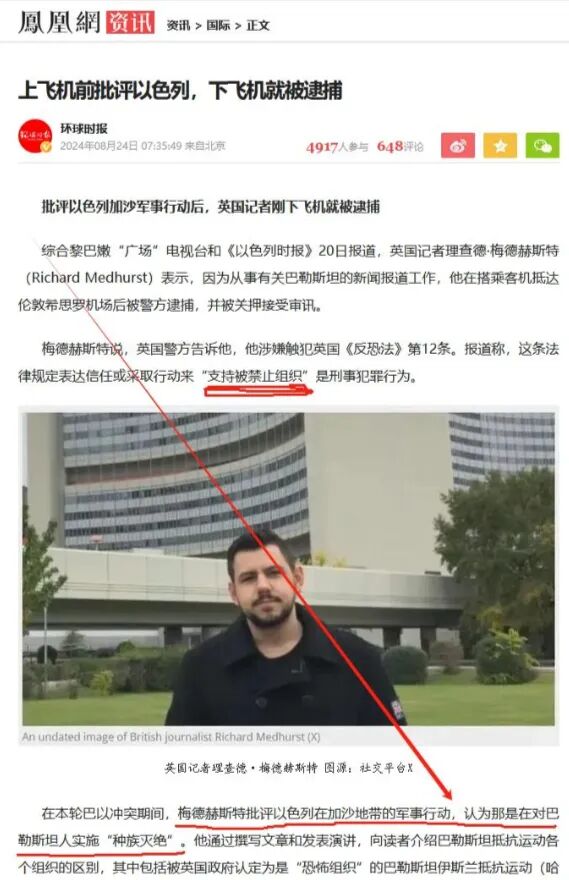 鳳凰網 资讯 资讯 > 国际 > 正文
上飞机前批评以色列，下飞机就被逮捕
环球时报
2024年08月24日 07:35:49 来自北京
4917人参与 648评论
批评以色列加沙军事行动后，英国记者刚下飞机就被逮捕
综合黎巴嫩“广场”电视台和《以色列时报》20日报道，英国记者理查德·梅德赫斯特
（Richard Medhurst）表示，因为从事有关巴勒斯坦的新闻报道工作，他在搭乘客机抵达
伦敦希思罗机场后被警方逮捕，并被关押接受审讯。
梅德赫斯特说，英国警方告诉他，他涉嫌触犯英国《反恐法》第12条。报道称，这条法
律规定表达信任或采取行动来“支持被禁止组织”是刑事犯罪行为。
An undated image of British journalist Richard Medhurst (X)
英国记者理查德·梅德赫斯特 图源：社交平台X
在本轮巴以冲突期间，梅德赫斯特批评以色列在加沙地带的军事行动，认为那是在对巴
勒斯坦人实施“种族灭绝”。他通过撰写文章和发表演讲，向读者介绍巴勒斯坦抵抗运动各
个组织的区别，其中包括被英国政府认定为是“恐怖组织”的巴勒斯坦伊斯兰抵抗运动（哈